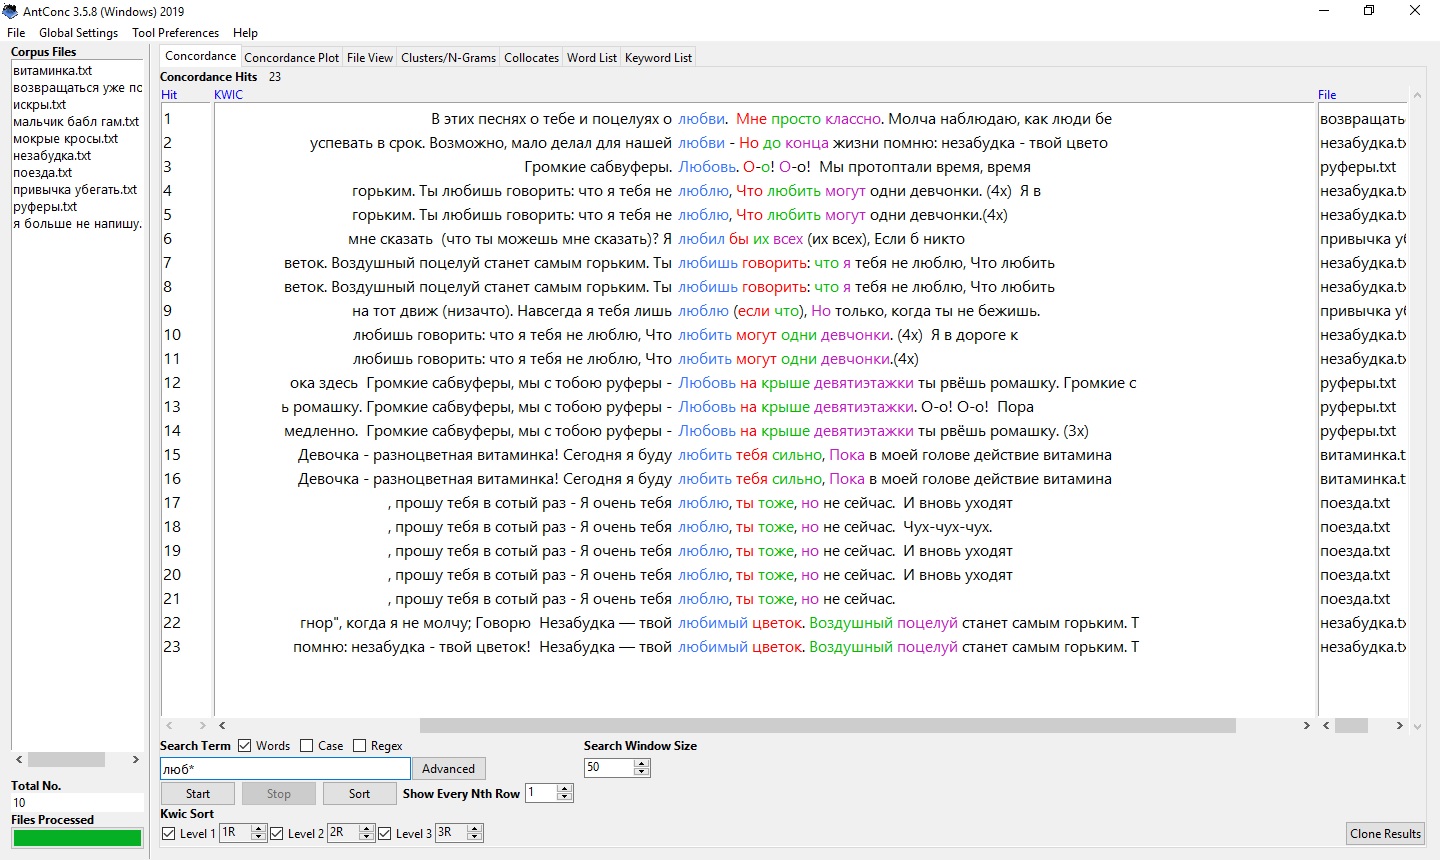 AntConc 3.5.8 (Windows) 2019
File Global Settings Tool Preferences Help
Corpus Files
витаминка.txt
возвращаться уже по
искры.txt
мальчик бабл гам.txt
мокрые кросы.txt
незабудка.txt
поезда.txt
привычка убегать.txt
руферы.txt
я больше не напишу.
Total No.
10
Files Processed
Concordance Concordance Plot File View Clusters/N-Grams Collocates Word List Keyword List
Concordance Hits 23
Hit KWIC File
1 В этих песнях о тебе и поцелуях о любви. Мне просто классно. Молча наблюдаю, как люди бе возвращать
2 успевать в срок. Возможно, мало делал для нашей любви - Но до конца жизни помню: незабудка - твой цвето незабудка.tx
3 Громкие сабвуферы. Любовь. О-о! О-о! Мы протоптали время, время руферы.txt
4 горьким. Ты любишь говорить: что я тебя не люблю, Что любить могут одни девчонки. (4x) Я в незабудка.tx
5 горьким. Ты любишь говорить: что я тебя не люблю, Что любить могут одни девчонки.(4x) незабудка.tx
6 мне сказать (что ты можешь мне сказать)? Я любил бы их всех (их всех), Если б никто привычка уб
7 веток. Воздушный поцелуй станет самым горьким. Ты любишь говорить: что я тебя не люблю, Что любить незабудка.tx
8 веток. Воздушный поцелуй станет самым горьким. Ты любишь говорить: что я тебя не люблю, Что любить незабудка.tx
9 на тот движ (низачто). Навсегда я тебя лишь люблю (если что), Но только, когда ты не бежишь. привычка уб
10 любишь говорить: что я тебя не люблю, Что любить могут одни девчонки. (4x) Я в дороге к незабудка.tx
11 любишь говорить: что я тебя не люблю, Что любить могут одни девчонки.(4x) незабудка.tx
12 ока здесь Громкие сабвуферы, мы с тобою руферы - Любовь на крыше девятиэтажки ты рвёшь ромашку. Громкие с руферы.txt
13 ь ромашку. Громкие сабвуферы, мы с тобою руферы - Любовь на крыше девятиэтажки. О-о! О-о! Пора руферы.txt
14 медленно. Громкие сабвуферы, мы с тобою руферы - Любовь на крыше девятиэтажки ты рвёшь ромашку. (3x) руферы.txt
15 Девочка - разноцветная витаминка! Сегодня я буду любить тебя сильно, Пока в моей голове действие витамина витаминка.t
16 Девочка - разноцветная витаминка! Сегодня я буду любить тебя сильно, Пока в моей голове действие витамина витаминка.t
17 , прошу тебя в сотый раз - Я очень тебя люблю, ты тоже, но не сейчас. И вновь уходят поезда.txt
18 , прошу тебя в сотый раз - Я очень тебя люблю, ты тоже, но не сейчас. Чух-чух-чух. поезда.txt
19 , прошу тебя в сотый раз - Я очень тебя люблю, ты тоже, но не сейчас. И вновь уходят поезда.txt
20 , прошу тебя в сотый раз - Я очень тебя люблю, ты тоже, но не сейчас. И вновь уходят поезда.txt
21 , прошу тебя в сотый раз - Я очень тебя люблю, ты тоже, но не сейчас. поезда.txt
22 гнор", когда я не молчу; Говорю Незабудка — твой любимый цветок. Воздушный поцелуй станет самым горьким. Т незабудка.tx
23 помню: незабудка - твой цветок! Незабудка — твой любимый цветок. Воздушный поцелуй станет самым горьким. Т незабудка.tx
Search Term Words Case Regex Search Window Size
люб* Advanced 50
Start Stop Sort Show Every Nth Row 1
Kwic Sort
Level 1 1R Level 2 2R Level 3 3R Clone Results